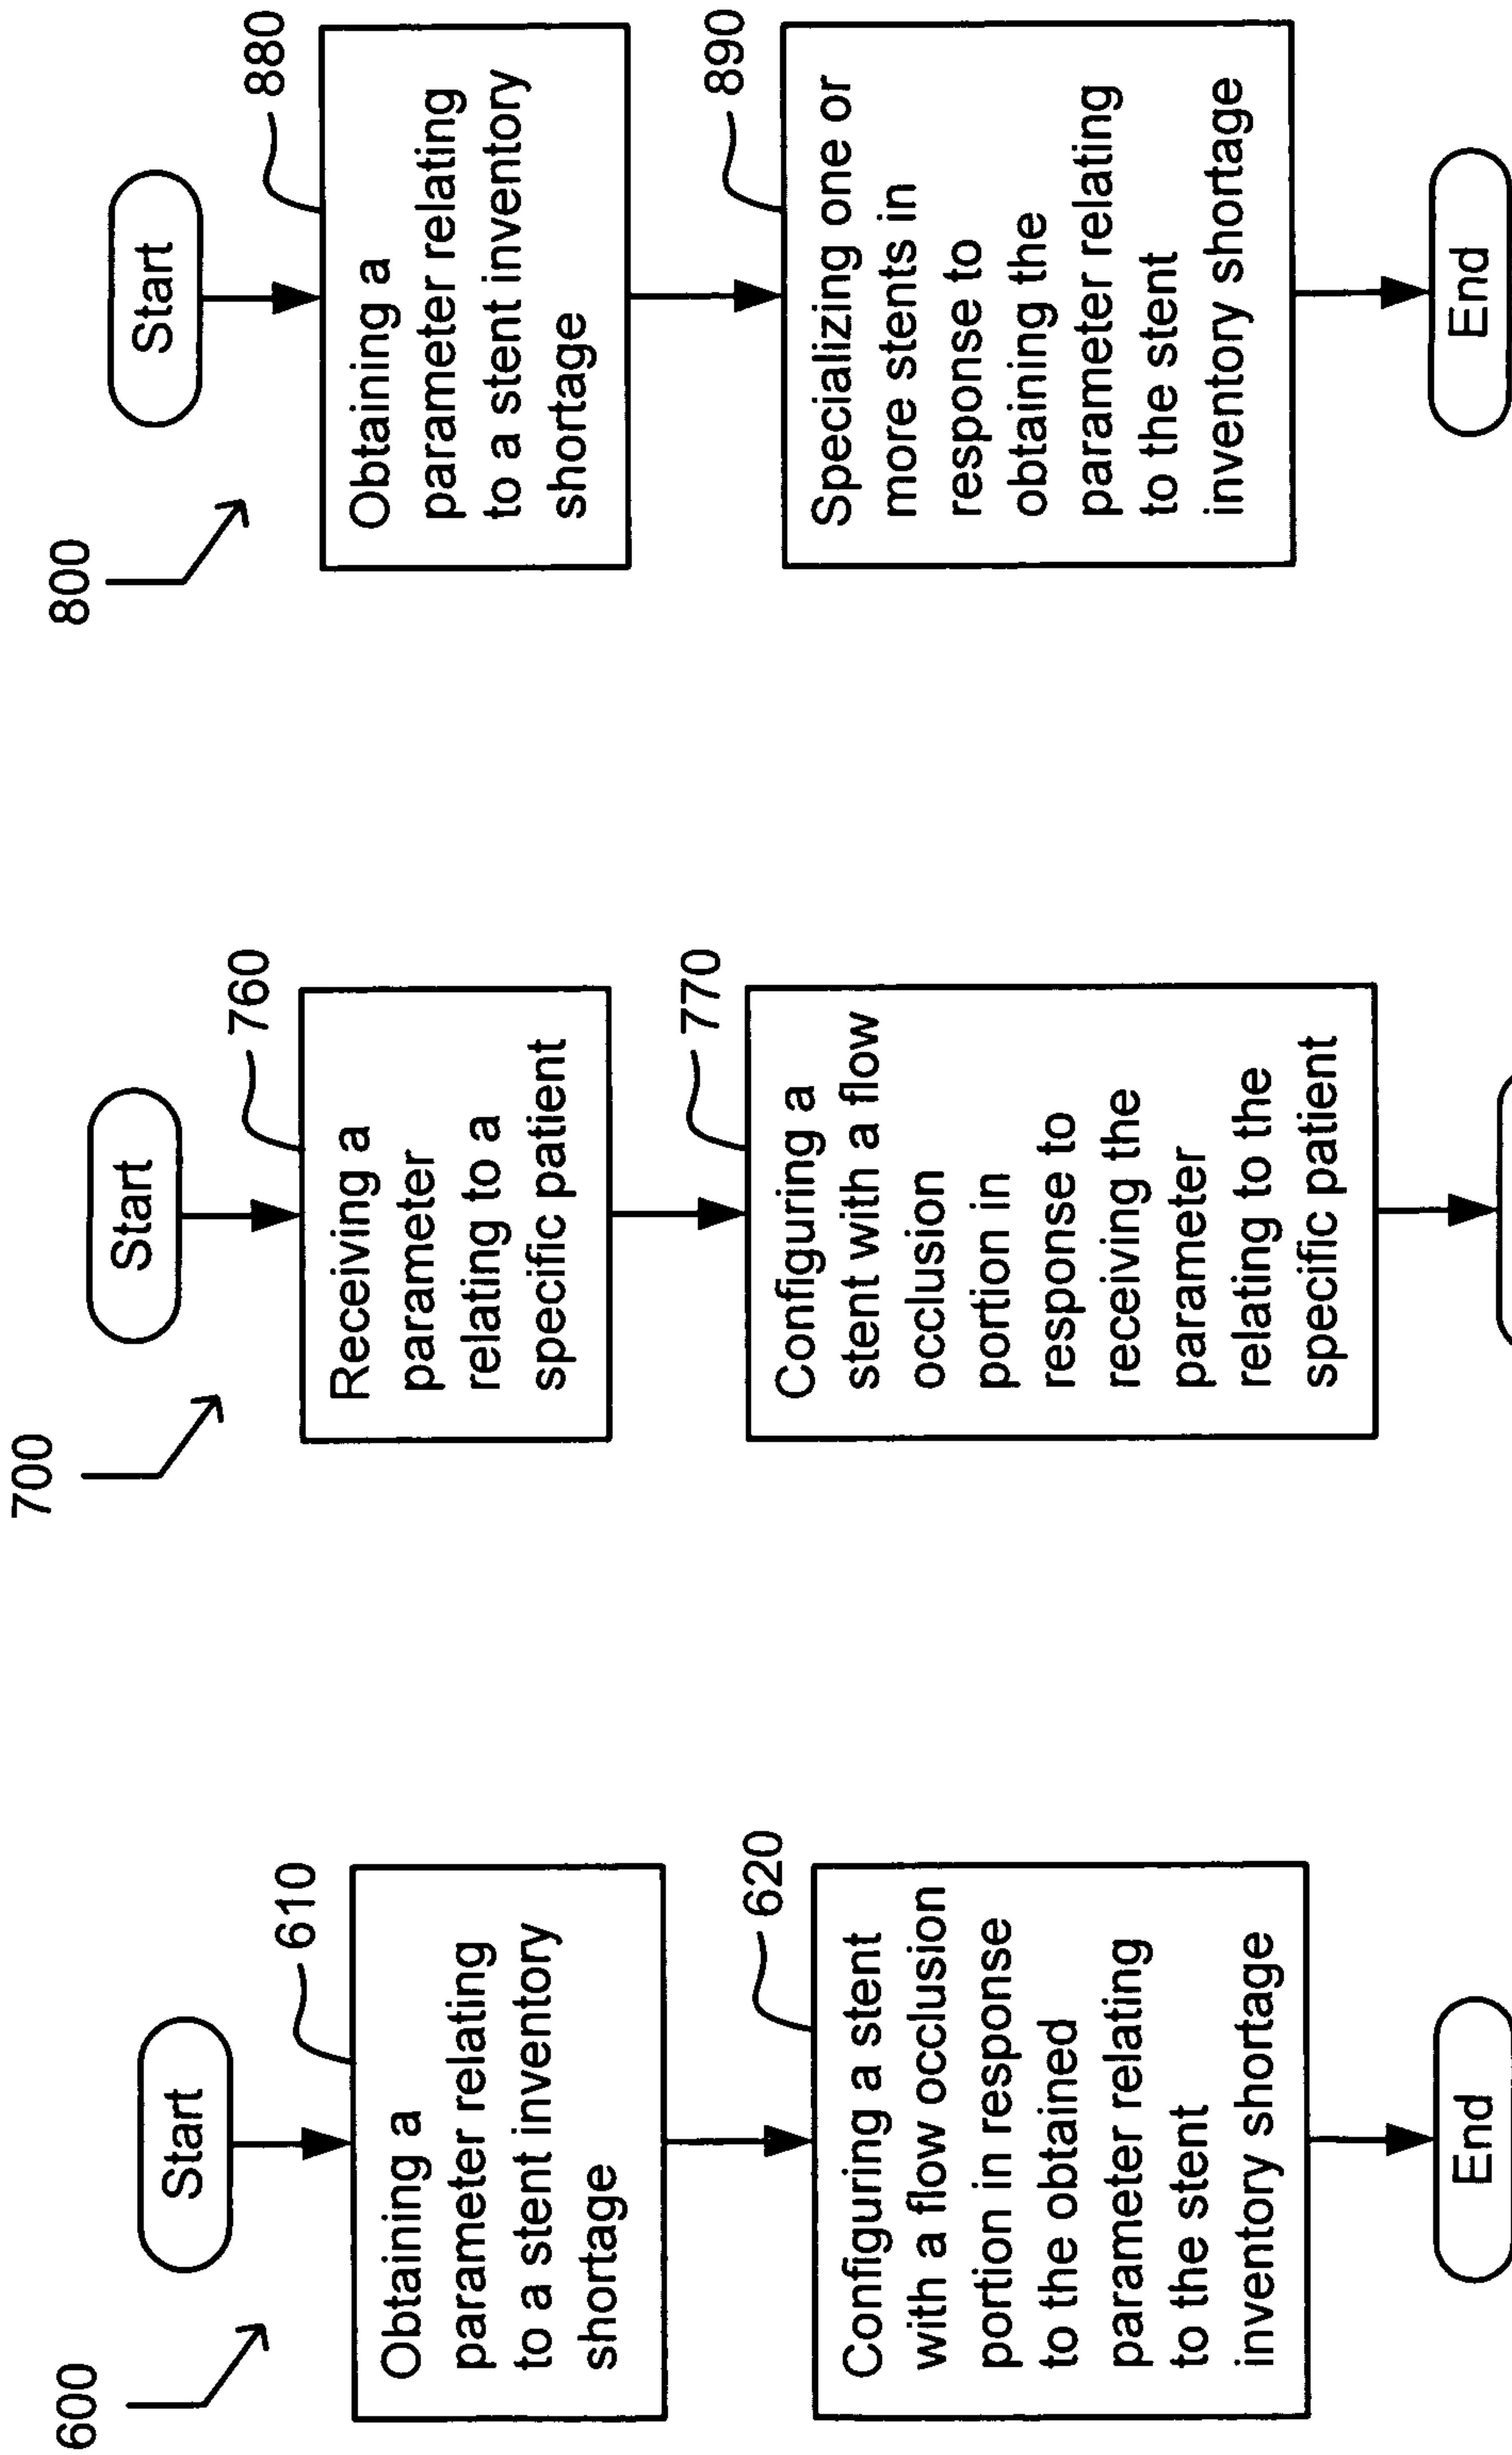 600
Start
610
Obtaining a
parameter relating
to a stent inventory
shortage
620
Configuring a stent
with a flow occlusion
portion in response
to the obtained
parameter relating
to the stent
inventory shortage
End
700
Start
760
Receiving a
parameter
relating to a
specific patient
770
Configuring a
stent with a flow
occlusion
portion in
response to
receiving the
parameter
relating to the
specific patient
800
Start
880
Obtaining a
parameter relating
to a stent inventory
shortage
890
Specializing one or
more stents in
response to
obtaining the
parameter relating
to the stent
inventory shortage
End